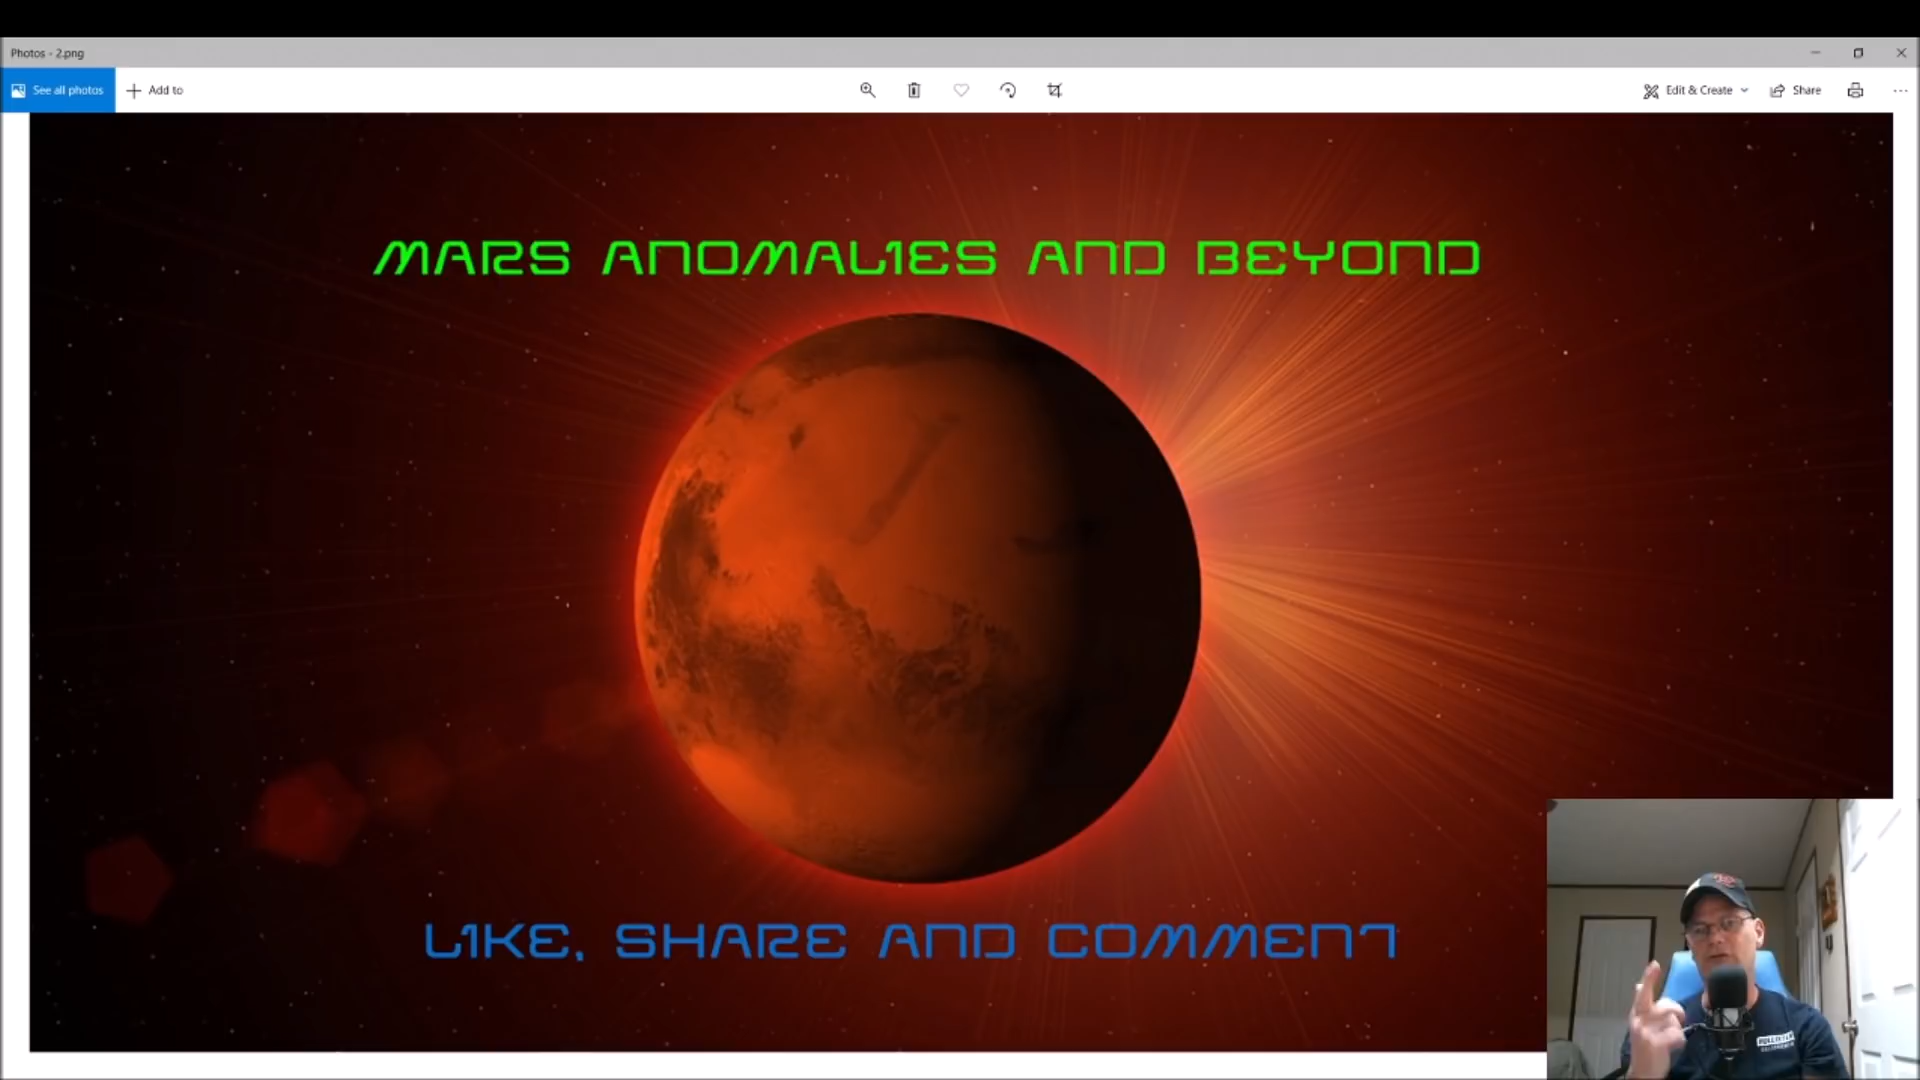 Photos - 2.png
See all photos
Add to
Edit & Create
Share
MARS ANOMALIES AND BEYOND
LIKE, SHARE AND COMMENT